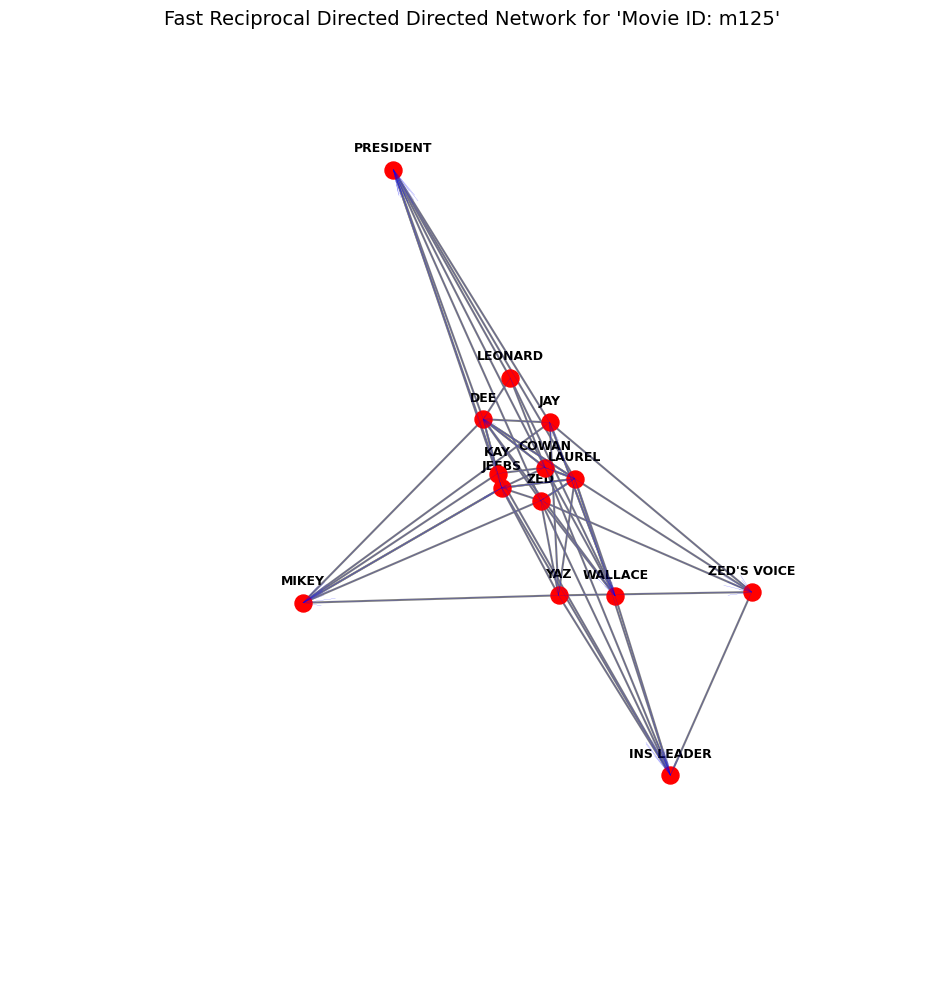 Fast Reciprocal Directed Directed Network for 'Movie ID: m125'
PRESIDENT
LEONARD
DEE
JAY
COWAN
KAY
LAUREL
JEEBS
ZED
ZED'S VOICE
YAZ
WALLACE
MIKEY
INS LEADER